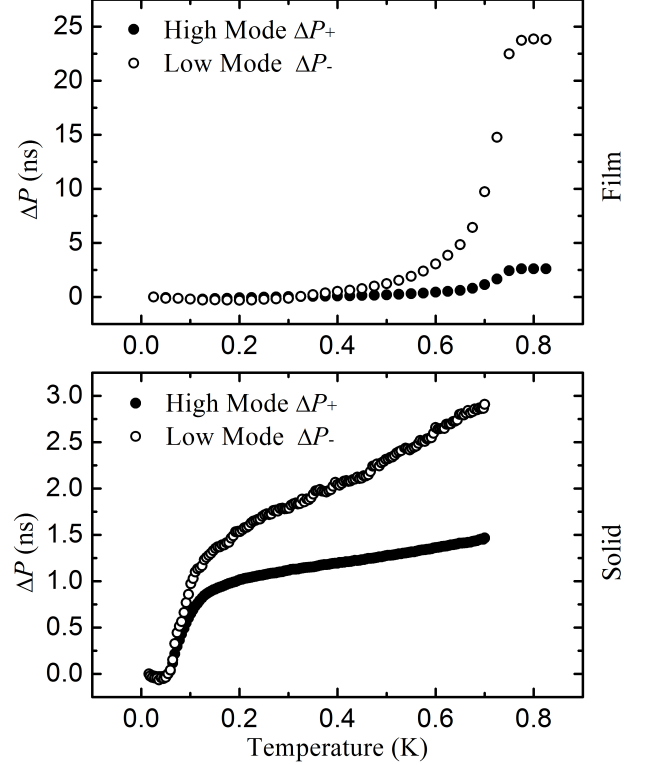 High Mode ΔP+
Low Mode ΔP-
25
20
15
10
5
0
ΔP (ns)
Film
0.0 0.2 0.4 0.6 0.8
High Mode ΔP+
Low Mode ΔP-
3.0
2.5
2.0
1.5
1.0
0.5
0.0
ΔP (ns)
Solid
0.0 0.2 0.4 0.6 0.8
Temperature (K)